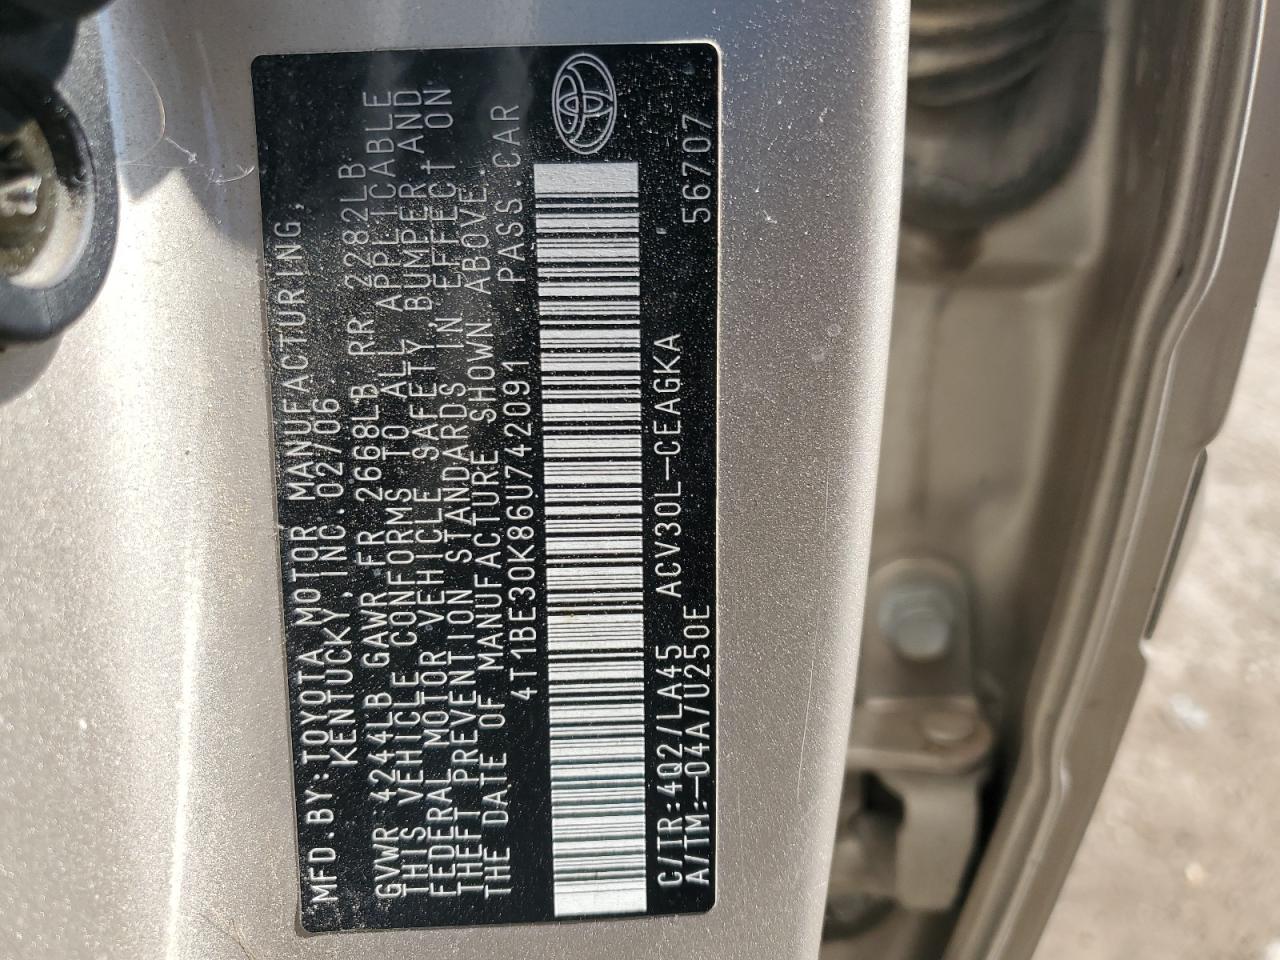 MFD.BY:TOYOTA MOTOR MANUFACTURING,
KENTUCKY,INC.02/06
GVWR 4244LB GAWR FR 2668LB RR 2282LB
THIS VEHICLE CONFORMS TO ALL APPLICABLE
FEDERAL MOTOR VEHICLE SAFETY, BUMPER AND
THEFT PREVENTION STANDARDS IN EFFECT ON
THE DATE OF MANUFACTURE SHOWN ABOVE.
4T1BE30K86U742091 PASS.CAR
C/TR:4Q2/LA45 ACV30L-CEAGKA
A/TM:-04A/U250E 56707